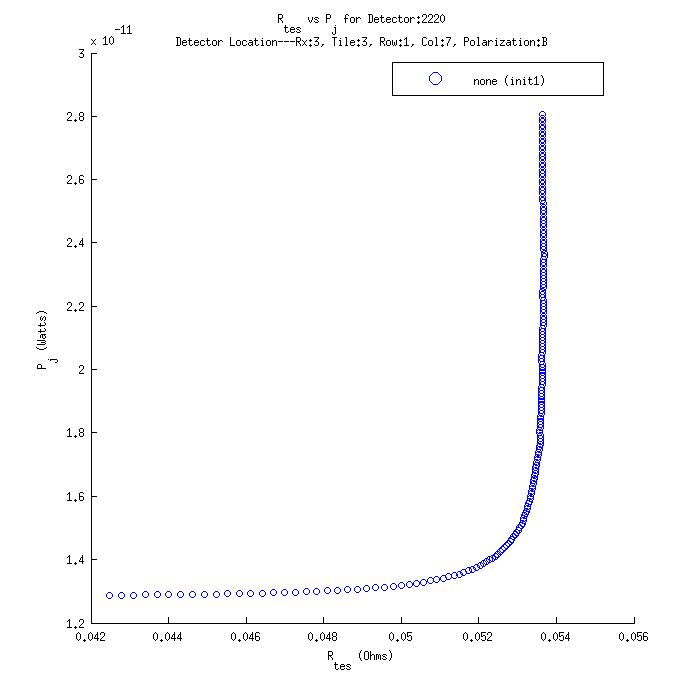 R_tes vs P_j for Detector:2220
Detector Location---Rx:3, Tile:3, Row:1, Col:7, Polarization:B
x 10^-11
none (init1)
3
2.8
2.6
2.4
2.2
2
1.8
1.6
1.4
1.2
P_j (Watts)
0.042 0.044 0.046 0.048 0.05 0.052 0.054 0.056
R_tes (Ohms)